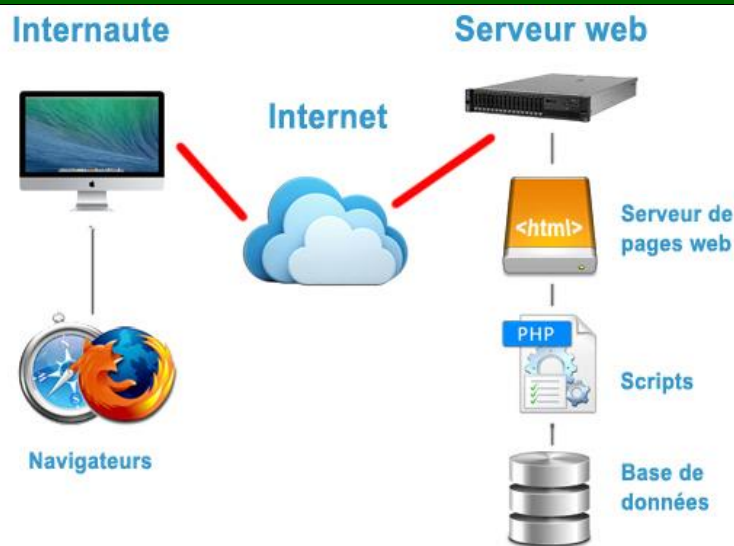 Internaute
Serveur web
Internet
<html>
Serveur de
pages web
PHP
Scripts
Navigateurs
Base de
données